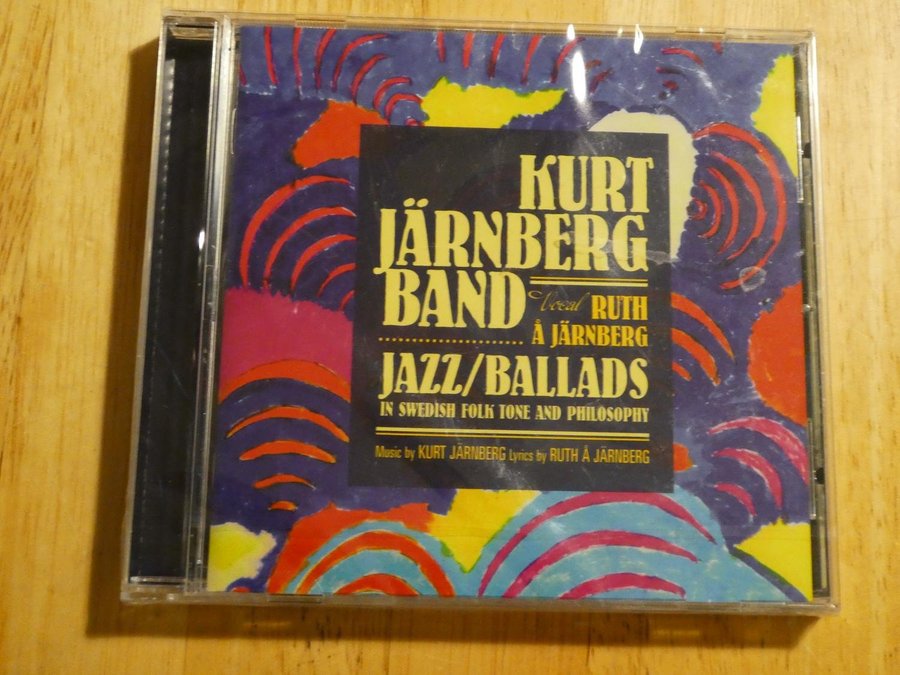 KURT
JÄRNBERG
BAND
Vocal RUTH
Å JÄRNBERG
JAZZ/BALLADS
IN SWEDISH FOLK TONE AND PHILOSOPHY
Music by KURT JÄRNBERG Lyrics by RUTH Å JÄRNBERG